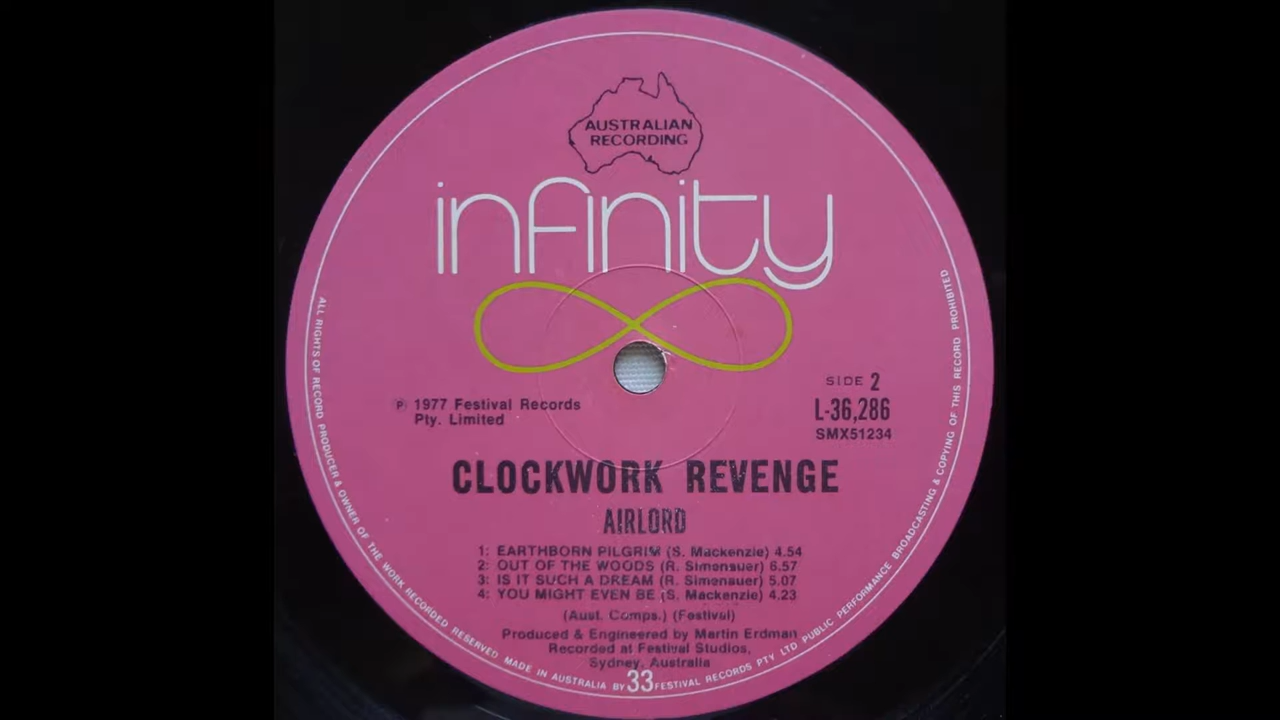 AUSTRALIAN
RECORDING
infinity
SIDE 2
L-36,286
SMX51234
℗ 1977 Festival Records
Pty. Limited
CLOCKWORK REVENGE
AIRLORD
1: EARTHBORN PILGRIM (S. Mackenzie) 4.54
2: OUT OF THE WOODS (R. Simenauer) 6.57
3: IS IT SUCH A DREAM (R. Simenauer) 5.07
4: YOU MIGHT EVEN BE (S. Mackenzie) 4.23
(Aust. Comps.) (Festival)
Produced & Engineered by Martin Erdman
Recorded at Festival Studios,
Sydney, Australia
33
ALL RIGHTS OF RECORD PRODUCER & OWNER OF THE WORK RECORDED RESERVED MADE IN AUSTRALIA BY FESTIVAL RECORDS PTY LTD PUBLIC PERFORMANCE BROADCASTING & COPYING OF THIS RECORD PROHIBITED